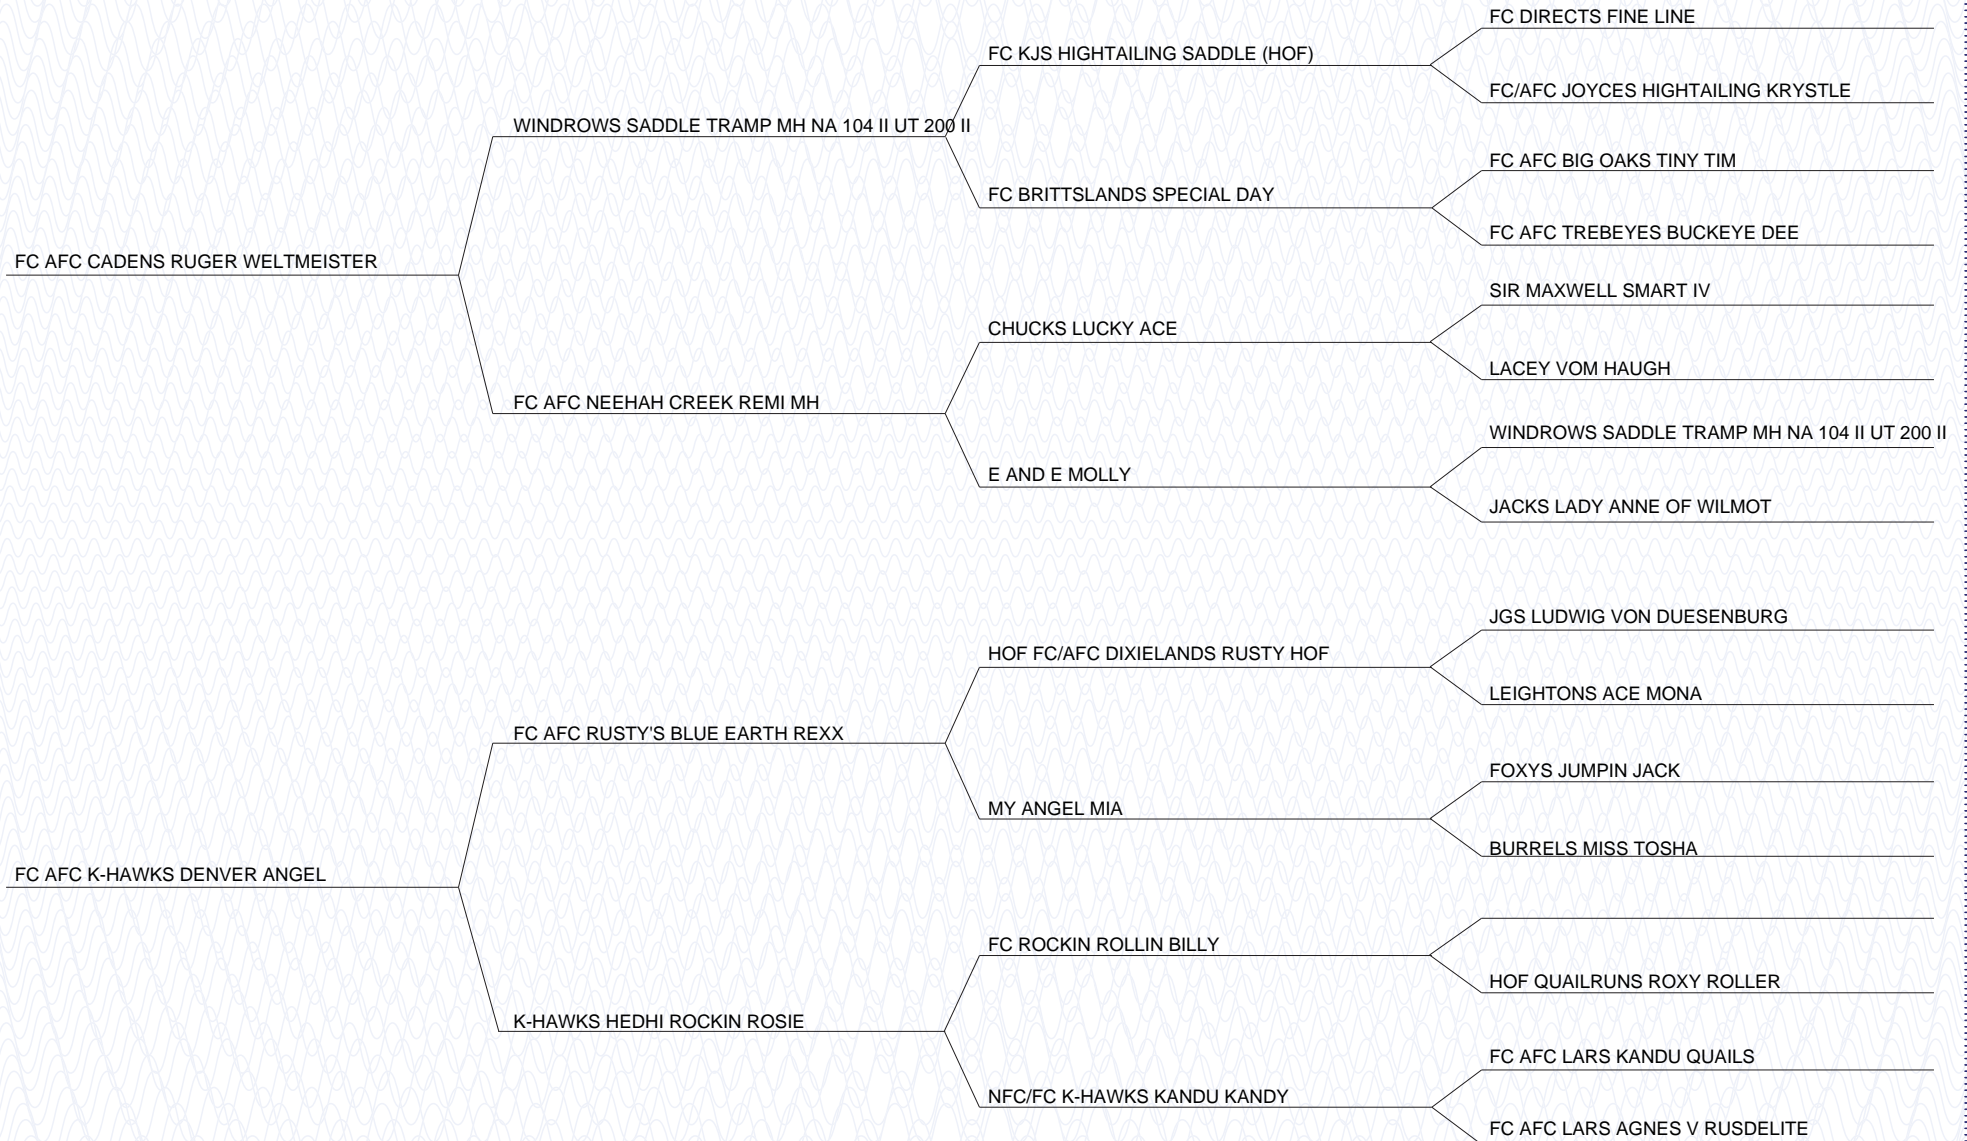 FC DIRECTS FINE LINE
FC KJS HIGHTAILING SADDLE (HOF)
FC/AFC JOYCES HIGHTAILING KRYSTLE
WINDROWS SADDLE TRAMP MH NA 104 II UT 200 II
FC AFC BIG OAKS TINY TIM
FC BRITTSLANDS SPECIAL DAY
FC AFC TREBEYES BUCKEYE DEE
FC AFC CADENS RUGER WELTMEISTER
SIR MAXWELL SMART IV
CHUCKS LUCKY ACE
LACEY VOM HAUGH
FC AFC NEEHAH CREEK REMI MH
WINDROWS SADDLE TRAMP MH NA 104 II UT 200 II
E AND E MOLLY
JACKS LADY ANNE OF WILMOT
JGS LUDWIG VON DUESENBURG
HOF FC/AFC DIXIELANDS RUSTY HOF
LEIGHTONS ACE MONA
FC AFC RUSTY'S BLUE EARTH REXX
FOXYS JUMPIN JACK
MY ANGEL MIA
BURRELS MISS TOSHA
FC AFC K-HAWKS DENVER ANGEL
FC ROCKIN ROLLIN BILLY
HOF QUAILRUNS ROXY ROLLER
K-HAWKS HEDHI ROCKIN ROSIE
FC AFC LARS KANDU QUAILS
NFC/FC K-HAWKS KANDU KANDY
FC AFC LARS AGNES V RUSDELITE